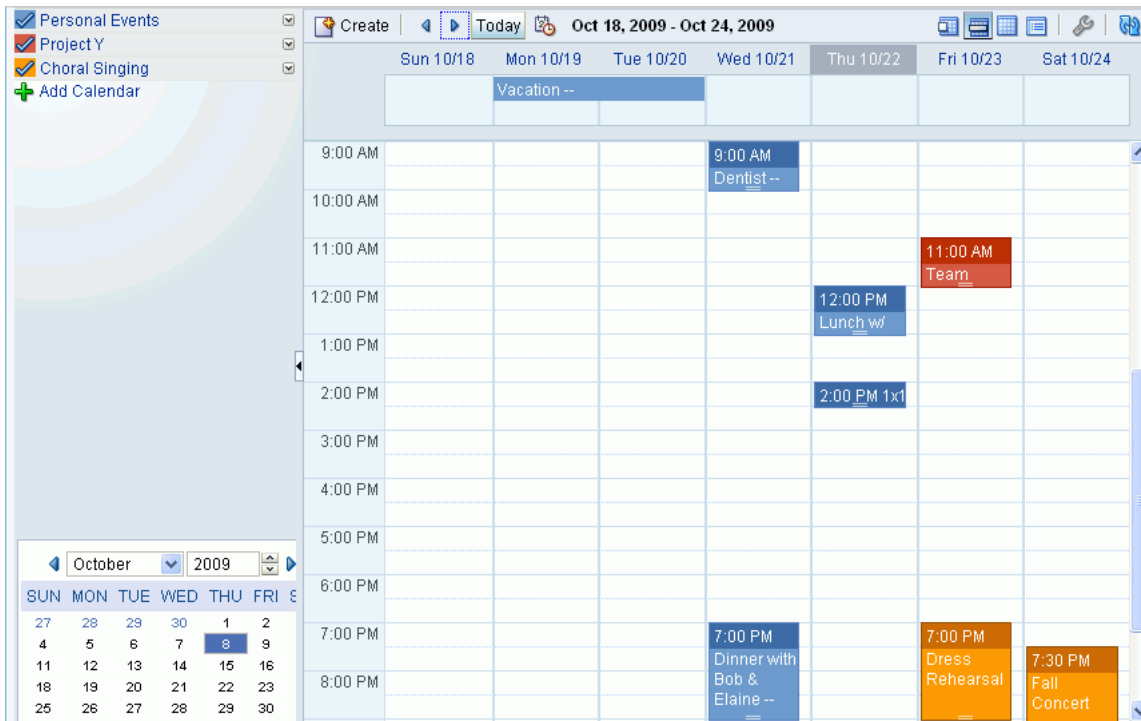 Personal Events
Project Y
Choral Singing
Add Calendar
Create Today Oct 18, 2009 - Oct 24, 2009
Sun 10/18 Mon 10/19 Tue 10/20 Wed 10/21 Thu 10/22 Fri 10/23 Sat 10/24
Vacation --
9:00 AM
9:00 AM
Dentist --
10:00 AM
11:00 AM
11:00 AM
Team
12:00 PM
12:00 PM
Lunch w/
1:00 PM
2:00 PM
2:00 PM 1x1
3:00 PM
4:00 PM
5:00 PM
6:00 PM
7:00 PM
7:00 PM
Dinner with
Bob &
Elaine --
7:00 PM
Dress
Rehearsal
7:30 PM
Fall
Concert
8:00 PM
October 2009
SUN MON TUE WED THU FRI S
27 28 29 30 1 2
4 5 6 7 8 9
11 12 13 14 15 16
18 19 20 21 22 23
25 26 27 28 29 30